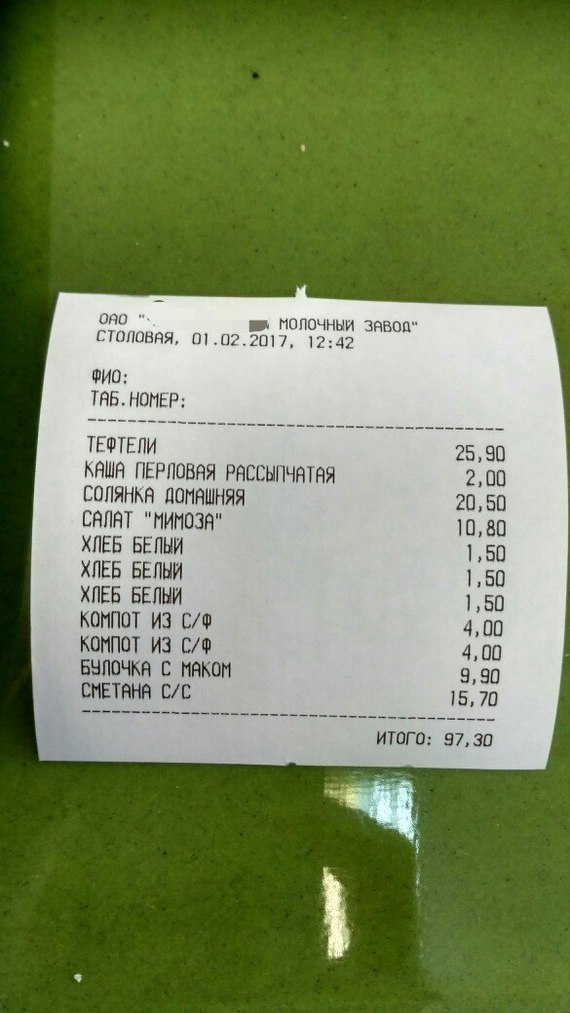 ОАО " МОЛОЧНЫЙ ЗАВОД"
СТОЛОВАЯ, 01.02.2017, 12:42
ФИО:
ТАБ.НОМЕР:
ТЕФТЕЛИ 25,90
КАША ПЕРЛОВАЯ РАССЫПЧАТАЯ 2,00
СОЛЯНКА ДОМАШНЯЯ 20,50
САЛАТ "МИМОЗА" 10,80
ХЛЕБ БЕЛЫЙ 1,50
ХЛЕБ БЕЛЫЙ 1,50
ХЛЕБ БЕЛЫЙ 1,50
КОМПОТ ИЗ С/Ф 4,00
КОМПОТ ИЗ С/Ф 4,00
БУЛОЧКА С МАКОМ 9,90
СМЕТАНА С/С 15,70
ИТОГО: 97,30